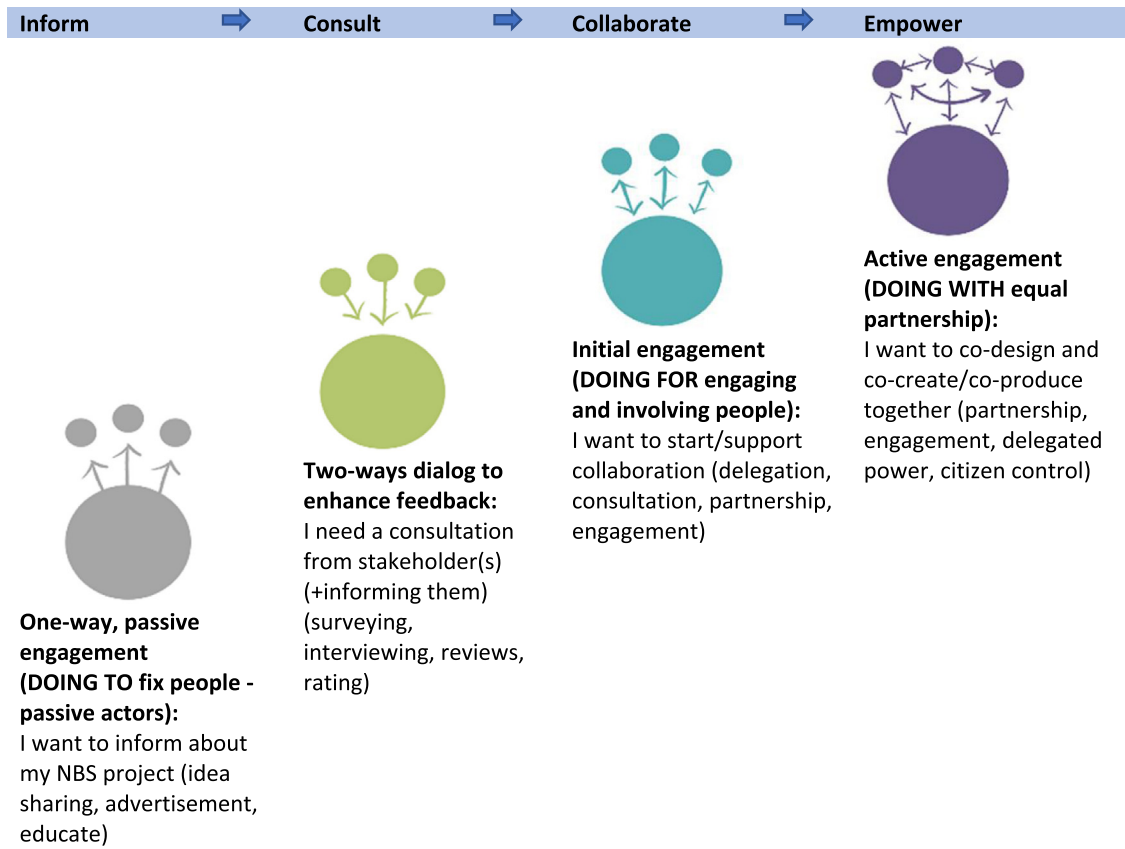 Inform
Consult
Collaborate
Empower
One-way, passive
engagement
(DOING TO fix people -
passive actors):
I want to inform about
my NBS project (idea
sharing, advertisement,
educate)
Two-ways dialog to
enhance feedback:
I need a consultation
from stakeholder(s)
(+informing them)
(surveying,
interviewing, reviews,
rating)
Initial engagement
(DOING FOR engaging
and involving people):
I want to start/support
collaboration (delegation,
consultation, partnership,
engagement)
Active engagement
(DOING WITH equal
partnership):
I want to co-design and
co-create/co-produce
together (partnership,
engagement, delegated
power, citizen control)